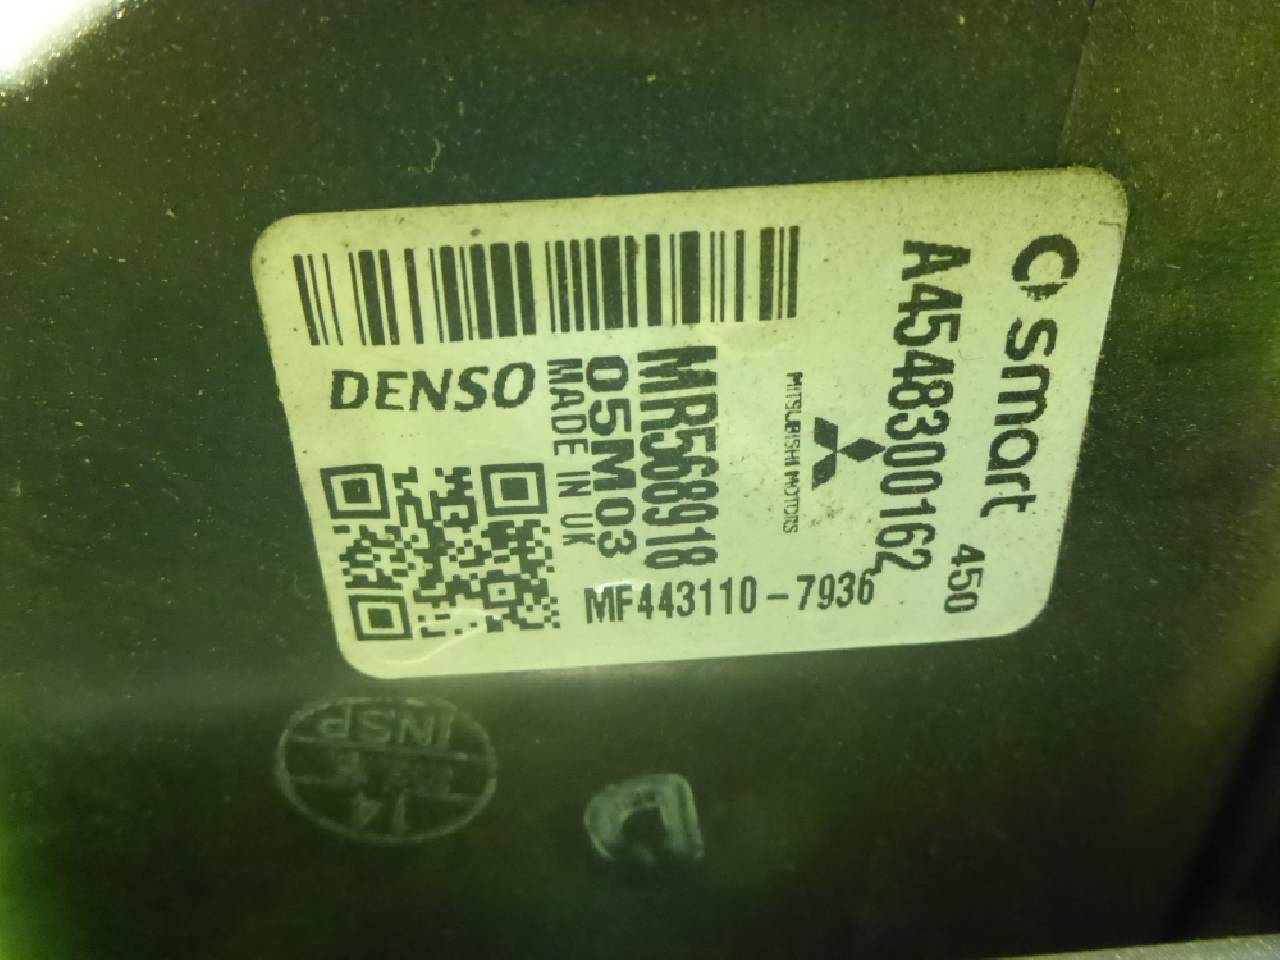 smart 450
A4548300162
MITSUBISHI MOTORS
MR568918
05M03
MADE IN UK
DENSO
MF443110-7936
INSP
14